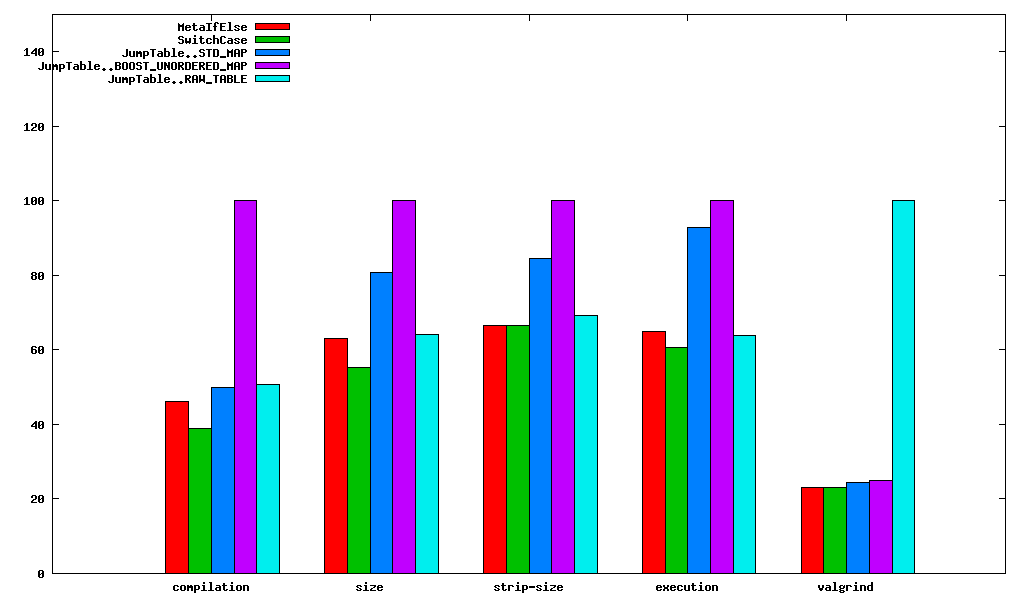 MetaIfElse
SwitchCase
JumpTable..STD_MAP
JumpTable..BOOST_UNORDERED_MAP
JumpTable..RAW_TABLE
140
120
100
80
60
40
20
0
compilation size strip-size execution valgrind